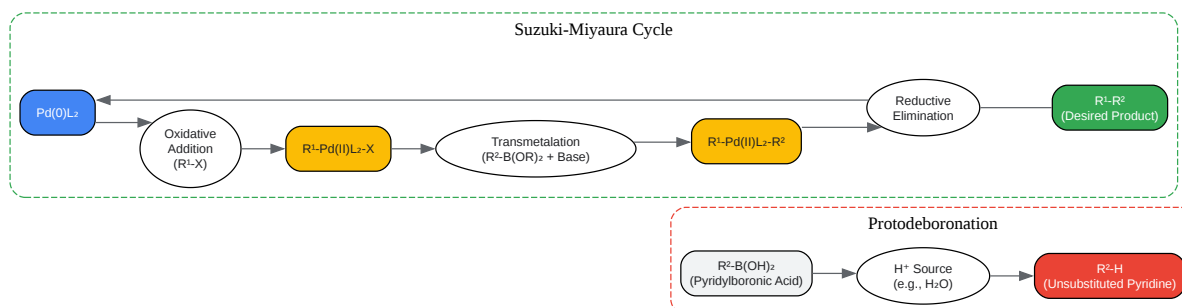 Suzuki-Miyaura Cycle
Pd(0)L₂
Oxidative
Addition
(R¹-X)
R¹-Pd(II)L₂-X
Transmetalation
(R²-B(OR)₂ + Base)
R¹-Pd(II)L₂-R²
Reductive
Elimination
R¹-R²
(Desired Product)
Protodeboronation
R²-B(OH)₂
(Pyridylboronic Acid)
H⁺ Source
(e.g., H₂O)
R²-H
(Unsubstituted Pyridine)